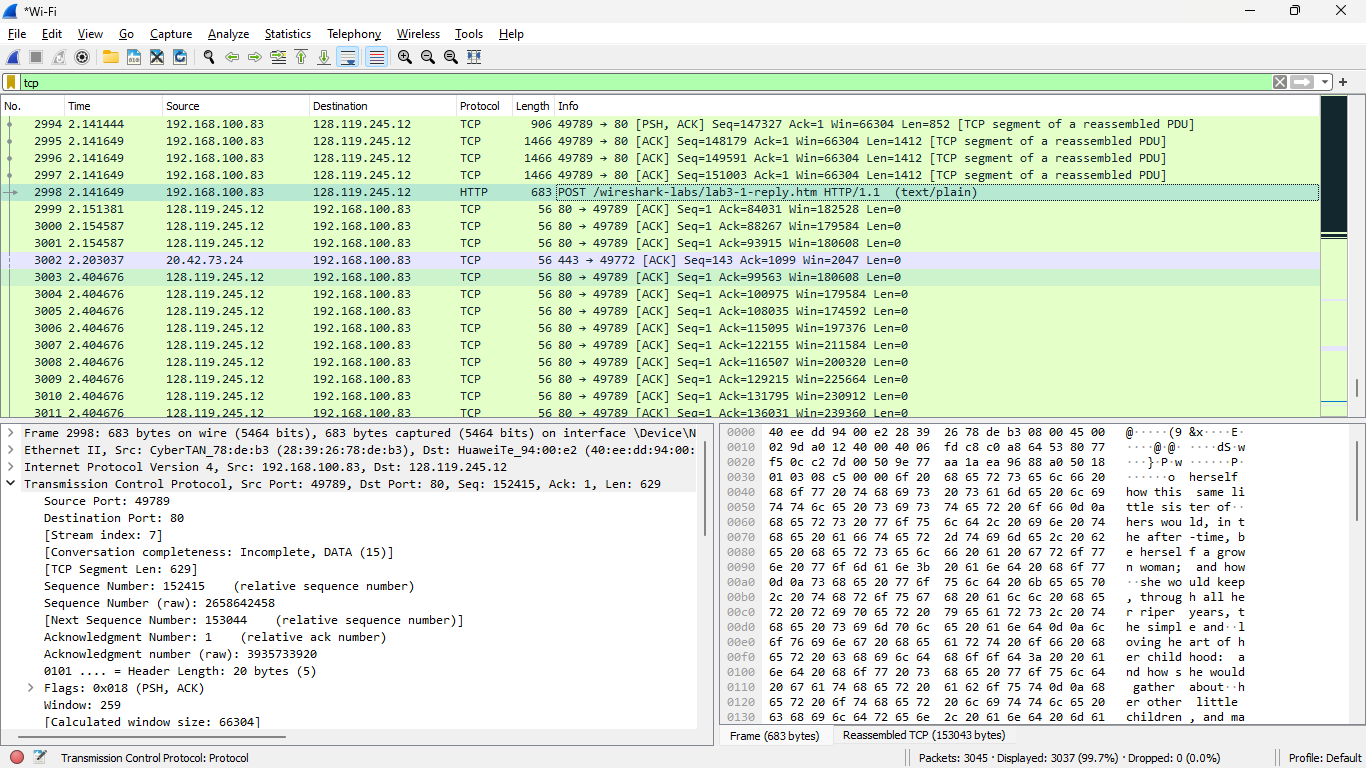 *Wi-Fi
File Edit View Go Capture Analyze Statistics Telephony Wireless Tools Help
tcp
No. Time Source Destination Protocol Length Info
2994 2.141444 192.168.100.83 128.119.245.12 TCP 906 49789 → 80 [PSH, ACK] Seq=147327 Ack=1 Win=66304 Len=852 [TCP segment of a reassembled PDU]
2995 2.141649 192.168.100.83 128.119.245.12 TCP 1466 49789 → 80 [ACK] Seq=148179 Ack=1 Win=66304 Len=1412 [TCP segment of a reassembled PDU]
2996 2.141649 192.168.100.83 128.119.245.12 TCP 1466 49789 → 80 [ACK] Seq=149591 Ack=1 Win=66304 Len=1412 [TCP segment of a reassembled PDU]
2997 2.141649 192.168.100.83 128.119.245.12 TCP 1466 49789 → 80 [ACK] Seq=151003 Ack=1 Win=66304 Len=1412 [TCP segment of a reassembled PDU]
2998 2.141649 192.168.100.83 128.119.245.12 HTTP 683 POST /wireshark-labs/lab3-1-reply.htm HTTP/1.1 (text/plain)
2999 2.151381 128.119.245.12 192.168.100.83 TCP 56 80 → 49789 [ACK] Seq=1 Ack=84031 Win=182528 Len=0
3000 2.154587 128.119.245.12 192.168.100.83 TCP 56 80 → 49789 [ACK] Seq=1 Ack=88267 Win=179584 Len=0
3001 2.154587 128.119.245.12 192.168.100.83 TCP 56 80 → 49789 [ACK] Seq=1 Ack=93915 Win=180608 Len=0
3002 2.203037 20.42.73.24 192.168.100.83 TCP 56 443 → 49772 [ACK] Seq=143 Ack=1099 Win=2047 Len=0
3003 2.404676 128.119.245.12 192.168.100.83 TCP 56 80 → 49789 [ACK] Seq=1 Ack=99563 Win=180608 Len=0
3004 2.404676 128.119.245.12 192.168.100.83 TCP 56 80 → 49789 [ACK] Seq=1 Ack=100975 Win=179584 Len=0
3005 2.404676 128.119.245.12 192.168.100.83 TCP 56 80 → 49789 [ACK] Seq=1 Ack=108035 Win=174592 Len=0
3006 2.404676 128.119.245.12 192.168.100.83 TCP 56 80 → 49789 [ACK] Seq=1 Ack=115095 Win=197376 Len=0
3007 2.404676 128.119.245.12 192.168.100.83 TCP 56 80 → 49789 [ACK] Seq=1 Ack=122155 Win=211584 Len=0
3008 2.404676 128.119.245.12 192.168.100.83 TCP 56 80 → 49789 [ACK] Seq=1 Ack=116507 Win=200320 Len=0
3009 2.404676 128.119.245.12 192.168.100.83 TCP 56 80 → 49789 [ACK] Seq=1 Ack=129215 Win=225664 Len=0
3010 2.404676 128.119.245.12 192.168.100.83 TCP 56 80 → 49789 [ACK] Seq=1 Ack=131795 Win=230912 Len=0
3011 2.404676 128.119.245.12 192.168.100.83 TCP 56 80 → 49789 [ACK] Seq=1 Ack=136031 Win=239360 Len=0
Frame 2998: 683 bytes on wire (5464 bits), 683 bytes captured (5464 bits) on interface \Device\N
Ethernet II, Src: CyberTAN_78:de:b3 (28:39:26:78:de:b3), Dst: HuaweiTe_94:00:e2 (40:ee:dd:94:00:
Internet Protocol Version 4, Src: 192.168.100.83, Dst: 128.119.245.12
Transmission Control Protocol, Src Port: 49789, Dst Port: 80, Seq: 152415, Ack: 1, Len: 629
Source Port: 49789
Destination Port: 80
[Stream index: 7]
[Conversation completeness: Incomplete, DATA (15)]
[TCP Segment Len: 629]
Sequence Number: 152415 (relative sequence number)
Sequence Number (raw): 2658642458
[Next Sequence Number: 153044 (relative sequence number)]
Acknowledgment Number: 1 (relative ack number)
Acknowledgment number (raw): 3935733920
0101 .... = Header Length: 20 bytes (5)
Flags: 0x018 (PSH, ACK)
Window: 259
[Calculated window size: 66304]
0000 40 ee dd 94 00 e2 28 39 26 78 de b3 08 00 45 00 @·····(9 &x····E·
0010 02 9d a0 12 40 00 40 06 fd c8 c0 a8 64 53 80 77 ····@·@· ····dS·w
0020 f5 0c c2 7d 00 50 9e 77 aa 1a ea 96 88 a0 50 18 ···}·P·w ······P·
0030 01 03 08 c5 00 00 6f 20 68 65 72 73 65 6c 66 20 ······o herself
0040 68 6f 77 20 74 68 69 73 20 73 61 6d 65 20 6c 69 how this same li
0050 74 74 6c 65 20 73 69 73 74 65 72 20 6f 66 0d 0a ttle sis ter of··
0060 68 65 72 73 20 77 6f 75 6c 64 2c 20 69 6e 20 74 hers wou ld, in t
0070 68 65 20 61 66 74 65 72 2d 74 69 6d 65 2c 20 62 he after -time, b
0080 65 20 68 65 72 73 65 6c 66 20 61 20 67 72 6f 77 e hersel f a grow
0090 6e 20 77 6f 6d 61 6e 3b 20 61 6e 64 20 68 6f 77 n woman; and how
00a0 0d 0a 73 68 65 20 77 6f 75 6c 64 20 6b 65 65 70 ··she wo uld keep
00b0 2c 20 74 68 72 6f 75 67 68 20 61 6c 6c 20 68 65 , throug h all he
00c0 72 20 72 69 70 65 72 20 79 65 61 72 73 2c 20 74 r riper years, t
00d0 68 65 20 73 69 6d 70 6c 65 20 61 6e 64 0d 0a 6c he simpl e and··l
00e0 6f 76 69 6e 67 20 68 65 61 72 74 20 6f 66 20 68 oving he art of h
00f0 65 72 20 63 68 69 6c 64 68 6f 6f 64 3a 20 20 61 er child hood: a
0100 6e 64 20 68 6f 77 20 73 68 65 20 77 6f 75 6c 64 nd how s he would
0110 20 67 61 74 68 65 72 20 61 62 6f 75 74 0d 0a 68 gather about··h
0120 65 72 20 6f 74 68 65 72 20 6c 69 74 74 6c 65 20 er other little
0130 63 68 69 6c 64 72 65 6e 2c 20 61 6e 64 20 6d 61 children , and ma
Frame (683 bytes) Reassembled TCP (153043 bytes)
Transmission Control Protocol: Protocol Packets: 3045 · Displayed: 3037 (99.7%) · Dropped: 0 (0.0%) Profile: Default